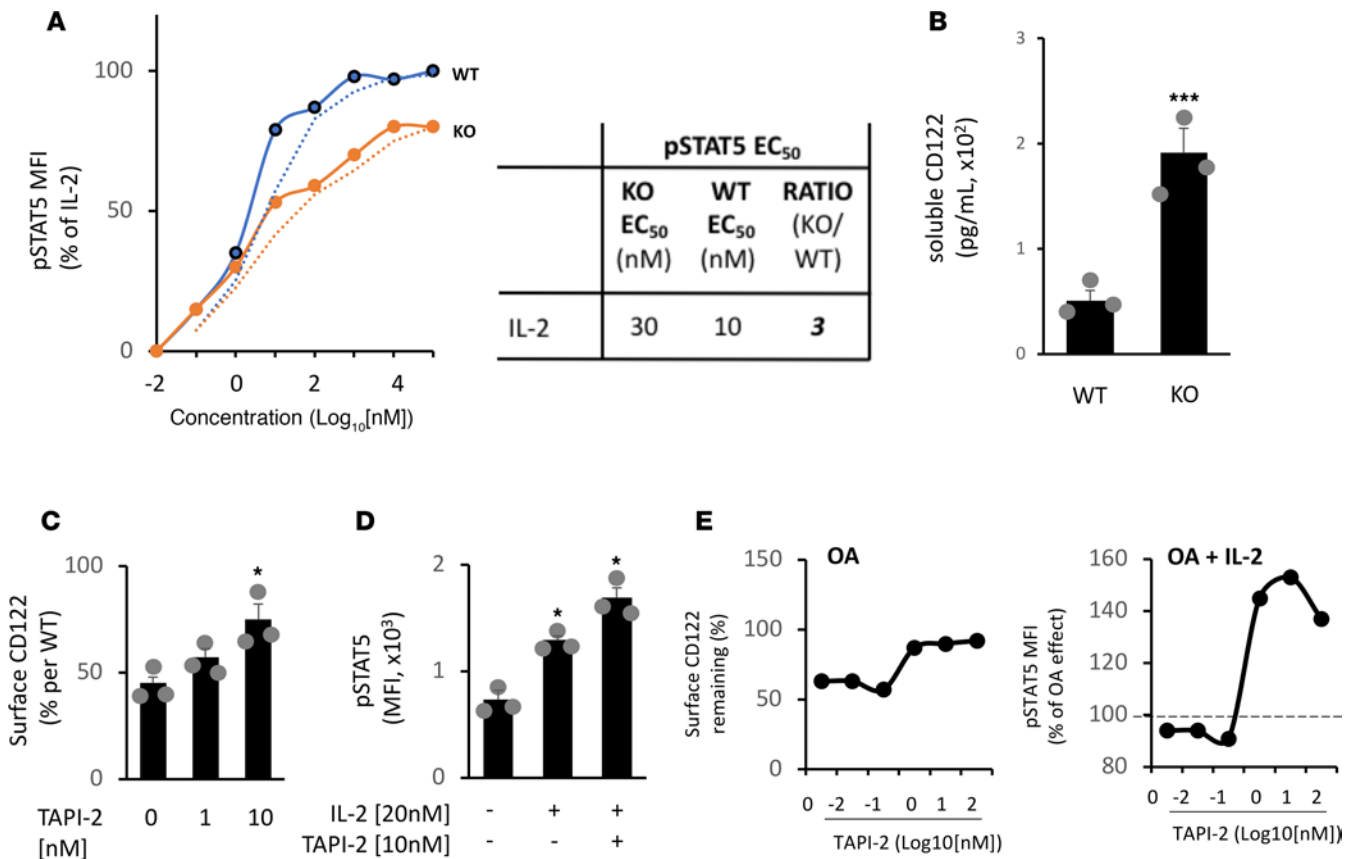 A
pSTAT5 MFI
(% of IL-2)
100
50
0
-2
0
2
4
Concentration (Log₁₀[nM])
WT
KO
pSTAT5 EC₅₀
KO EC₅₀ (nM)
WT EC₅₀ (nM)
RATIO (KO/ WT)
IL-2
30
10
3
B
soluble CD122
(pg/mL, x10²)
3
2
1
0
***
WT
KO
C
Surface CD122
(% per WT)
100
50
0
*
TAPI-2
[nM]
0
1
10
D
pSTAT5
(MFI, x10³)
2
1
0
*
*
IL-2 [20nM]
-
+
+
TAPI-2 [10nM]
-
-
+
E
OA
Surface CD122
remaining (%)
150
100
50
0
0
-2
-1
0
1
2
TAPI-2 (Log10[nM])
OA + IL-2
pSTAT5 MFI
(% of OA effect)
160
140
120
100
80
0
-2
-1
0
1
2
TAPI-2 (Log10[nM])